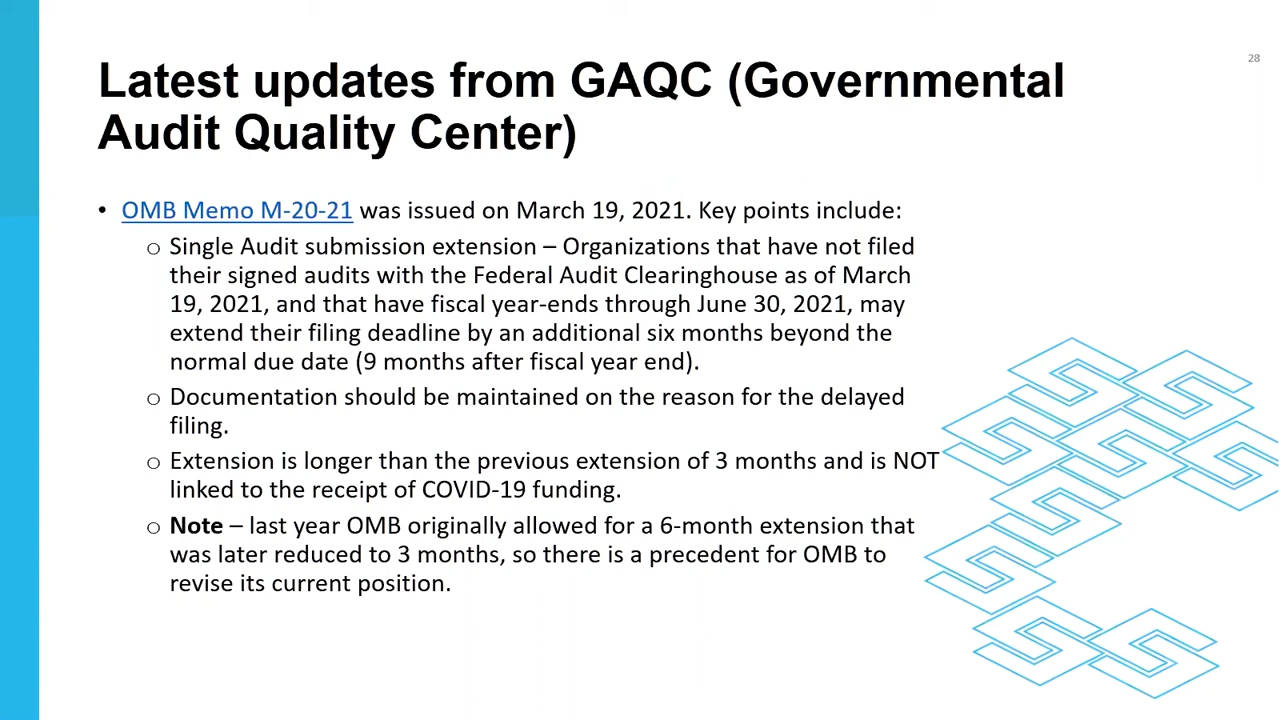 28
Latest updates from GAQC (Governmental
Audit Quality Center)
• OMB Memo M-20-21 was issued on March 19, 2021. Key points include:
o Single Audit submission extension – Organizations that have not filed
their signed audits with the Federal Audit Clearinghouse as of March
19, 2021, and that have fiscal year-ends through June 30, 2021, may
extend their filing deadline by an additional six months beyond the
normal due date (9 months after fiscal year end).
o Documentation should be maintained on the reason for the delayed
filing.
o Extension is longer than the previous extension of 3 months and is NOT
linked to the receipt of COVID-19 funding.
o Note – last year OMB originally allowed for a 6-month extension that
was later reduced to 3 months, so there is a precedent for OMB to
revise its current position.